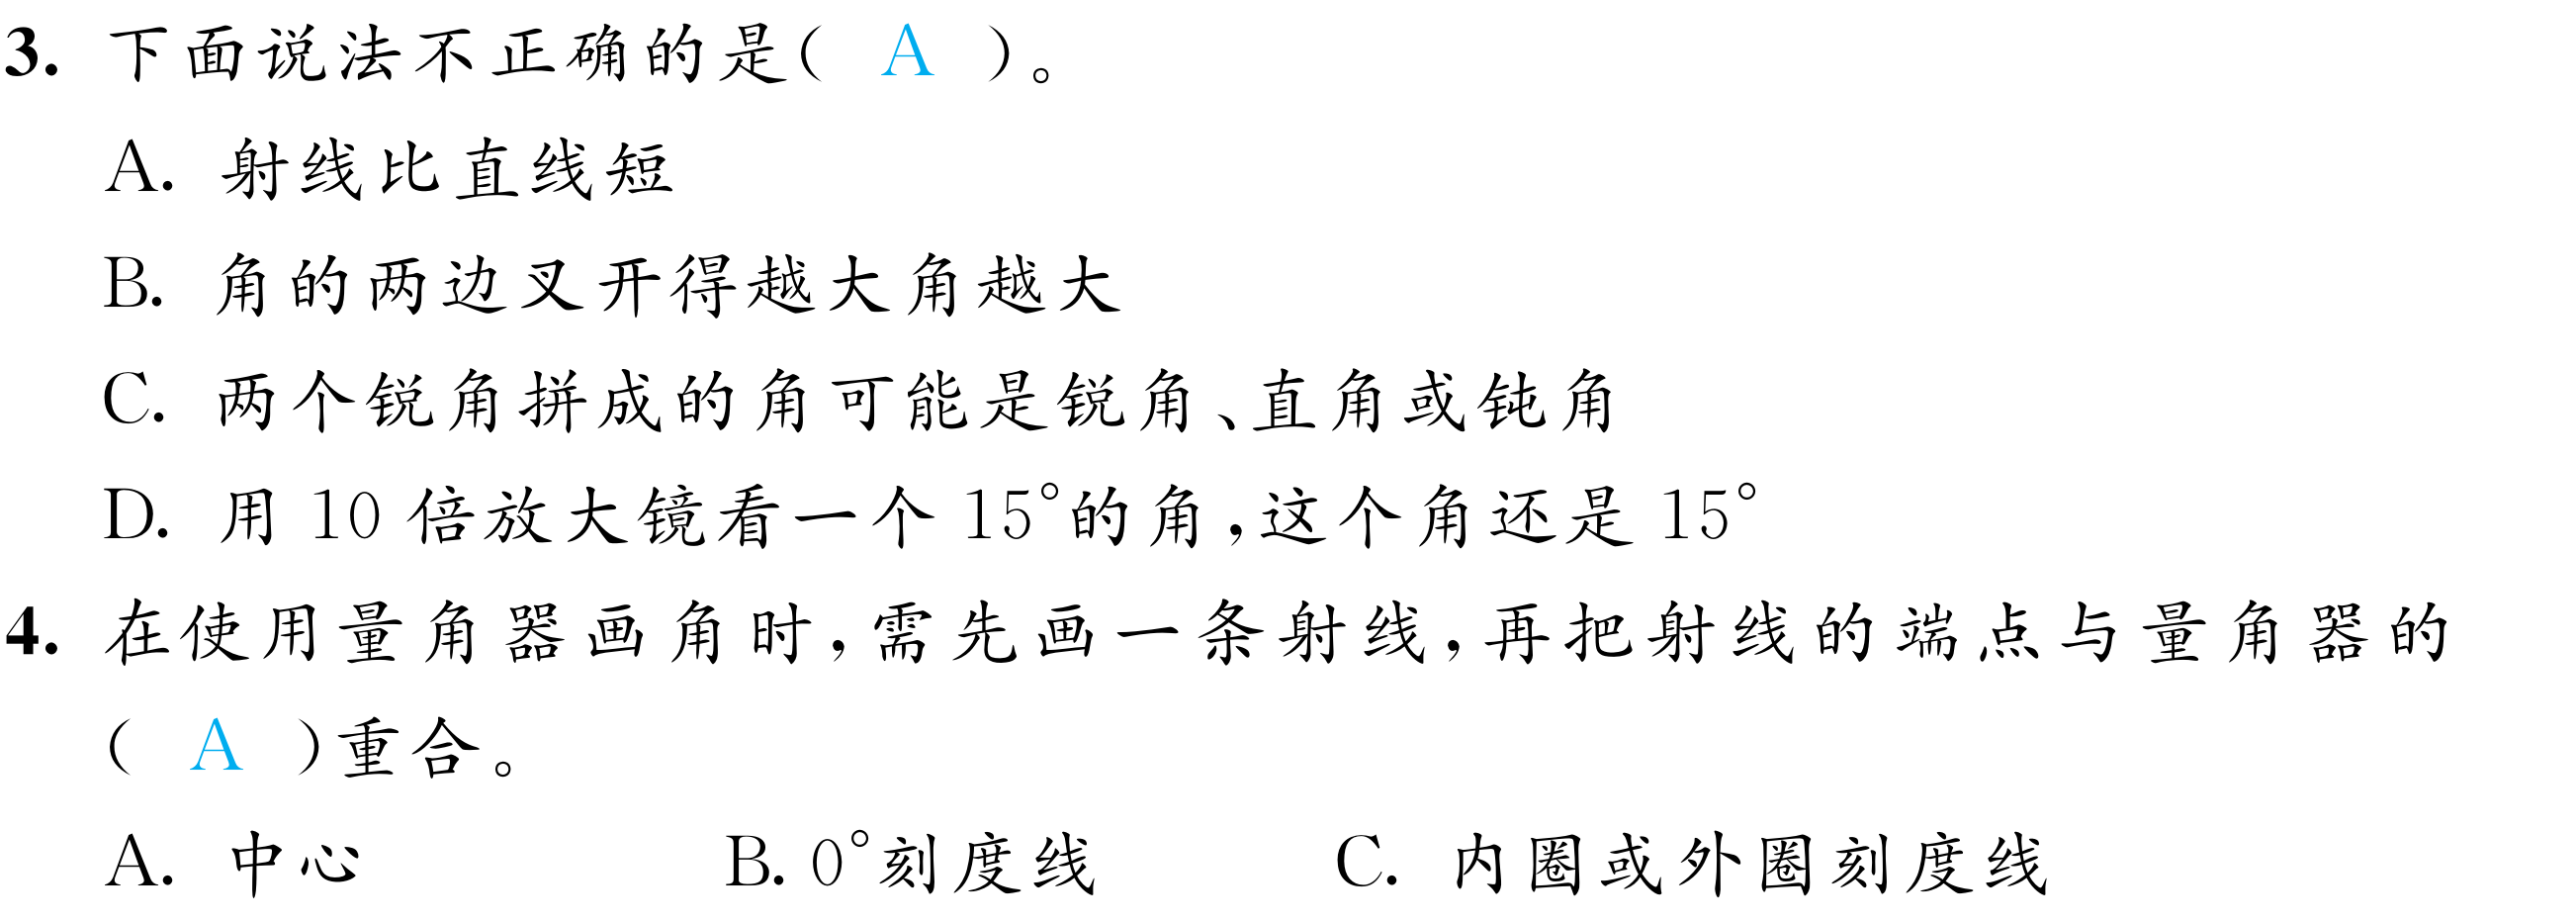 3. 下面说法不正确的是( A )。
A. 射线比直线短
B. 角的两边叉开得越大角越大
C. 两个锐角拼成的角可能是锐角、直角或钝角
D. 用 10 倍放大镜看一个 15°的角,这个角还是 15°
4. 在使用量角器画角时,需先画一条射线,再把射线的端点与量角器的
( A )重合。
A. 中心 B. 0°刻度线 C. 内圈或外圈刻度线